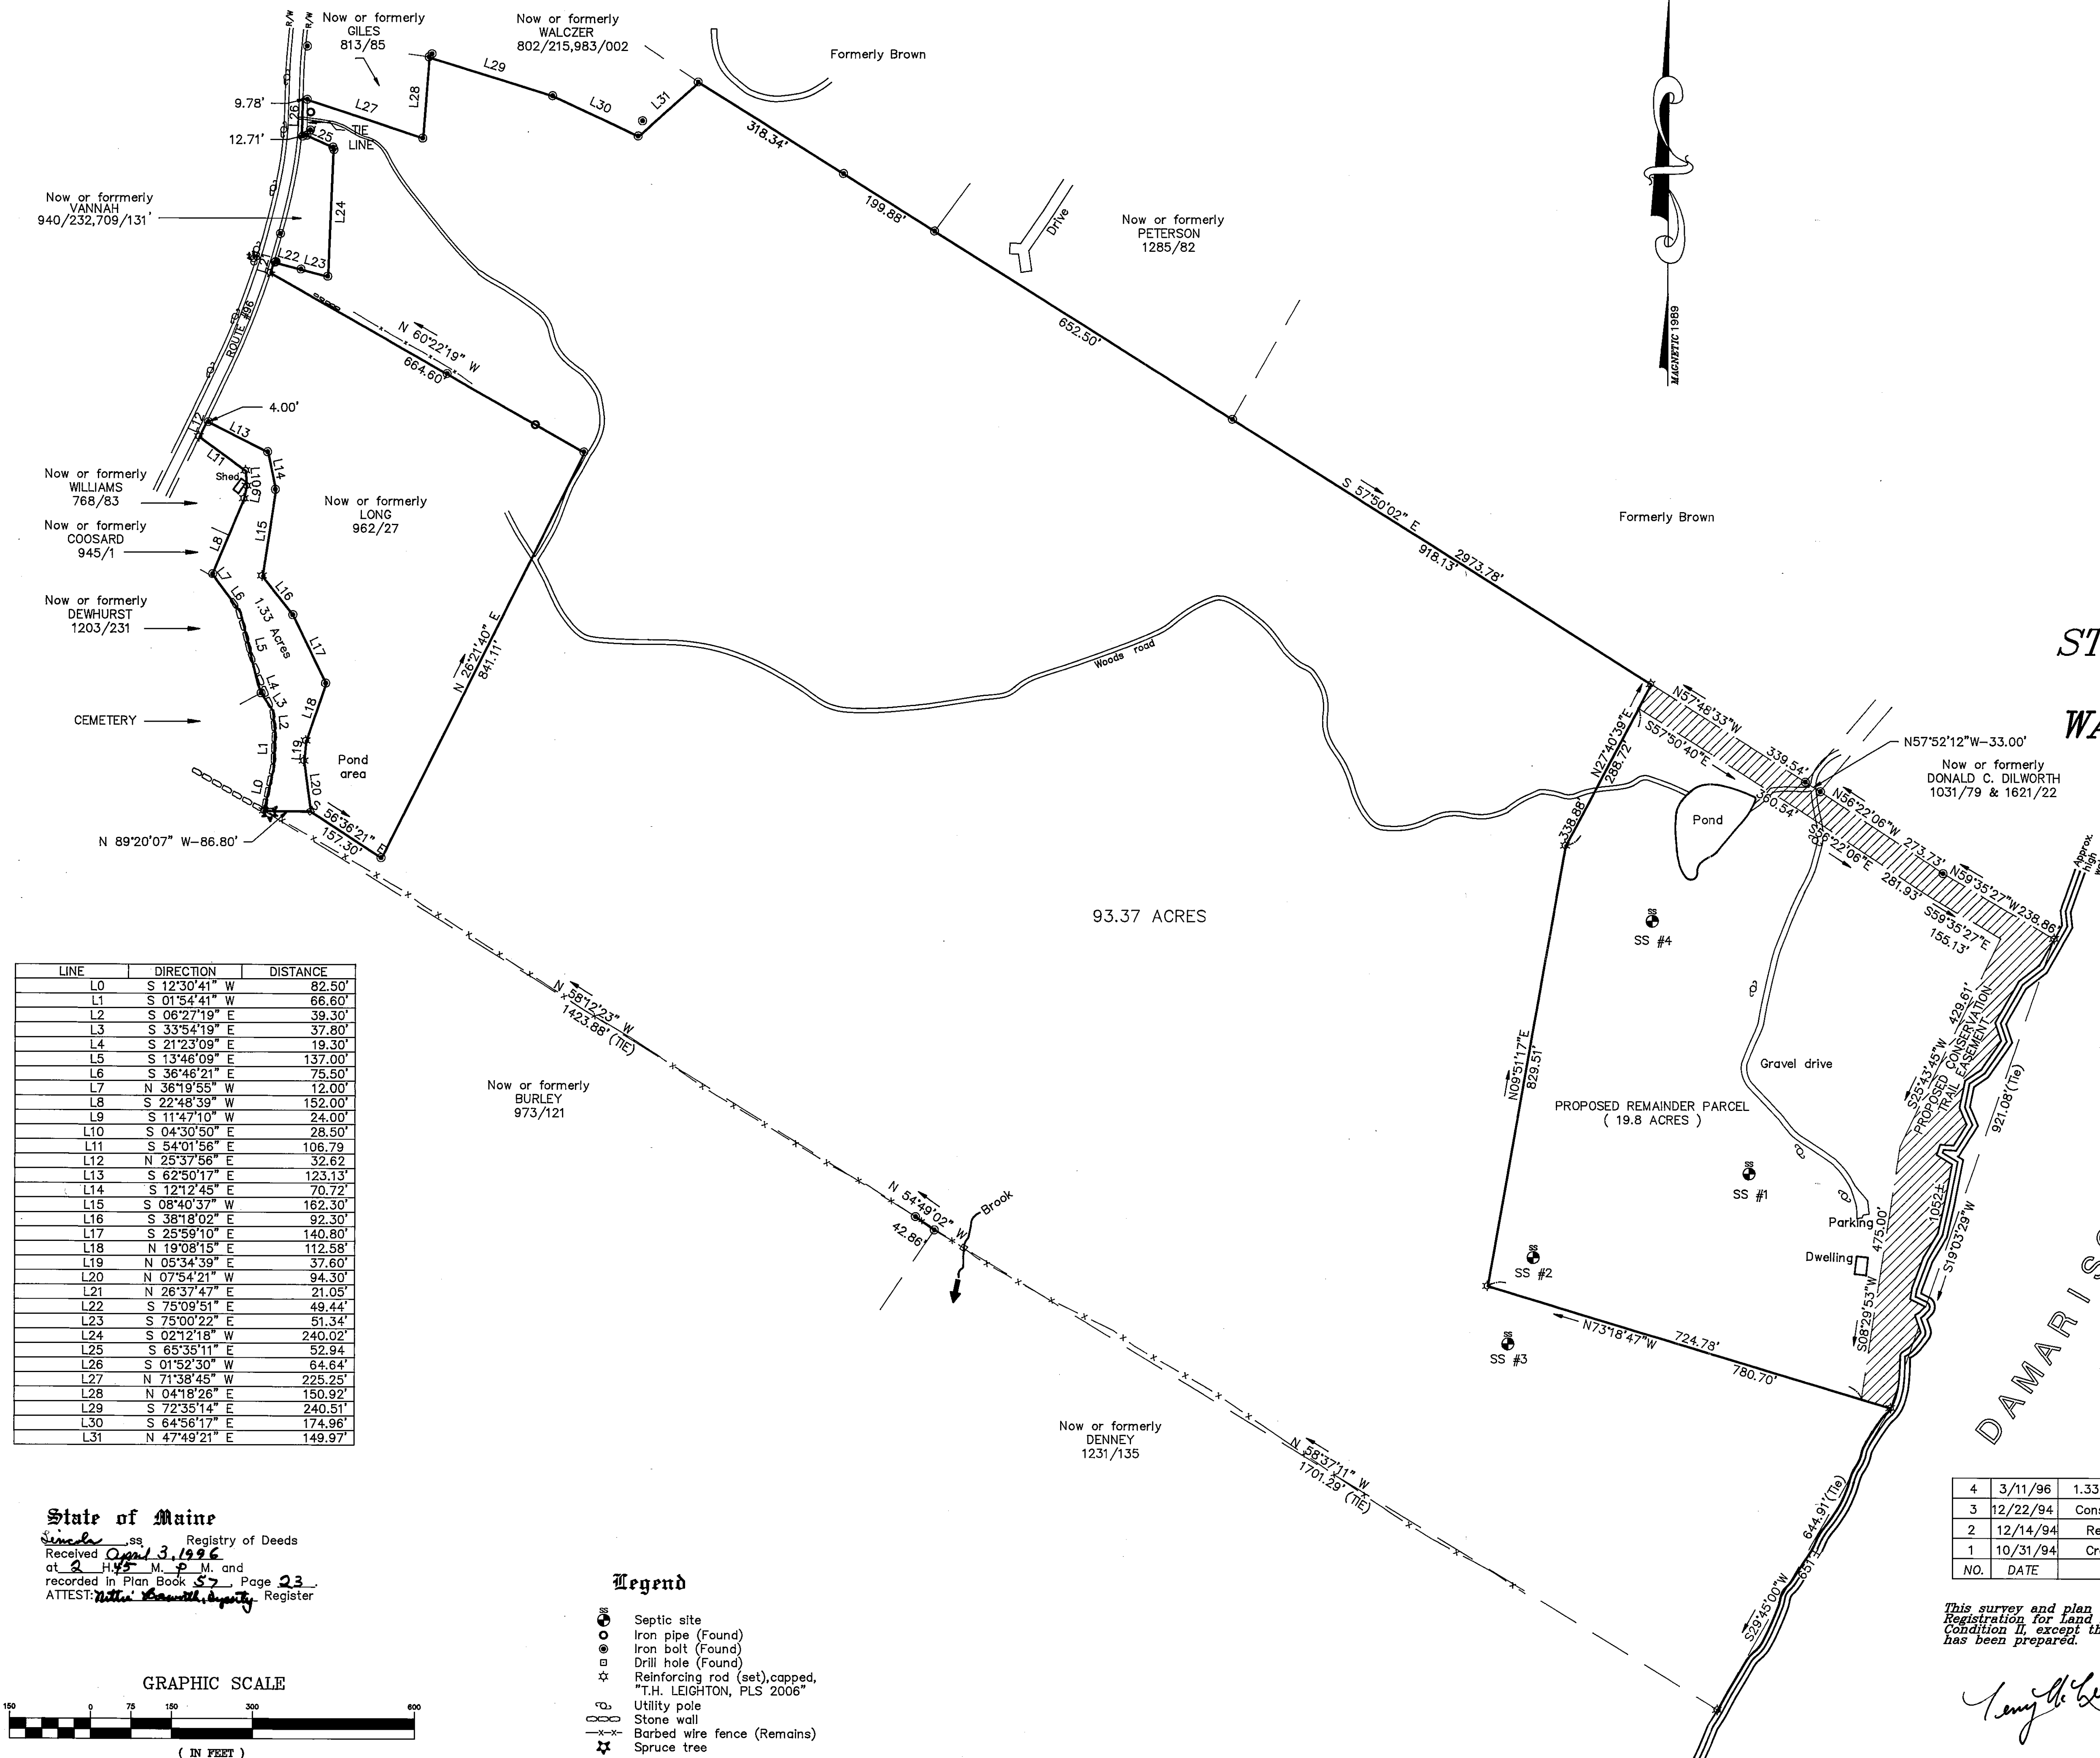 R/W
R/W
Now or formerly
GILES
813/85
Now or formerly
WALCZER
802/215,983/002
Formerly Brown
L29
L28
L27
L30
L31
9.78'
L26
TIE
LINE
L25
12.71'
318.34'
Now or forrmerly
VANNAH
940/232,709/131'
L24
199.88'
Drive
Now or formerly
PETERSON
1285/82
L22 L23
ROUTE #96
N 60°22'19" W
664.60'
652.50'
MAGNETIC 1989
4.00'
L12
L13
L11
L14
L10
L9
Shed
Now or formerly
WILLIAMS
768/83
Now or formerly
LONG
962/27
L15
Now or formerly
COOSARD
945/1
L8
L7
L6
L16
S 57°50'02" E
918.13'
2973.78'
Formerly Brown
Now or formerly
DEWHURST
1203/231
1.33 Acres
L5
L17
L4
L3
L18
N 26°21'40" E
841.11'
Woods road
CEMETERY
L2
L1
L19
Pond
area
L0
L20
S 56°36'21" E
157.30'
N 89°20'07" W-86.80'
ST
WA
N57°48'33"W
339.54'
S57°50'40"E
360.54'
N57°52'12"W-33.00'
Now or formerly
DONALD C. DILWORTH
1031/79 & 1621/22
N27°40'39"E
288.72'
338.88'
Pond
N56°22'06"W
273.73'
S56°22'06"E
281.93'
N59°35'27"W
238.86'
S59°35'27"E
155.13'
Approx.
high
SS
SS #4
93.37 ACRES
N 58°12'23" W
1423.88' (TIE)
Now or formerly
BURLEY
973/121
N09°51'17"E
829.51'
Gravel drive
PROPOSED REMAINDER PARCEL
( 19.8 ACRES )
S25°43'45"W 429.61'
PROPOSED CONSERVATION
TRAIL EASEMENT
921.08'(Tie)
1052±
S19°03'29"W
SS
SS #1
Parking
Dwelling
475.00'
S08°29'53"W
SS
SS #2
SS
SS #3
N 54°49'02" W
42.86'
Brook
N73°18'47"W
724.78'
780.70'
Now or formerly
DENNEY
1231/135
N 58°37'11" W
1701.29' (TIE)
644.91'(Tie)
651'±
S29°45'00"W
DAMARIS
LINE DIRECTION DISTANCE
L0 S 12°30'41" W 82.50'
L1 S 01°54'41" W 66.60'
L2 S 06°27'19" E 39.30'
L3 S 33°54'19" E 37.80'
L4 S 21°23'09" E 19.30'
L5 S 13°46'09" E 137.00'
L6 S 36°46'21" E 75.50'
L7 N 36°19'55" W 12.00'
L8 S 22°48'39" W 152.00'
L9 S 11°47'10" W 24.00'
L10 S 04°30'50" E 28.50'
L11 S 54°01'56" E 106.79
L12 N 25°37'56" E 32.62
L13 S 62°50'17" E 123.13'
L14 S 12°12'45" E 70.72'
L15 S 08°40'37" W 162.30'
L16 S 38°18'02" E 92.30'
L17 S 25°59'10" E 140.80'
L18 N 19°08'15" E 112.58'
L19 N 05°34'39" E 37.60'
L20 N 07°54'21" W 94.30'
L21 N 26°37'47" E 21.05'
L22 S 75°09'51" E 49.44'
L23 S 75°00'22" E 51.34'
L24 S 02°12'18" W 240.02'
L25 S 65°35'11" E 52.94
L26 S 01°52'30" W 64.64'
L27 N 71°38'45" W 225.25'
L28 N 04°18'26" E 150.92'
L29 S 72°35'14" E 240.51'
L30 S 64°56'17" E 174.96'
L31 N 47°49'21" E 149.97'
State of Maine
Lincoln ,ss Registry of Deeds
Received April 3, 1996
at 2 H.45 M. P M. and
recorded in Plan Book 57 Page 23.
ATTEST: Register
GRAPHIC SCALE
150 0 75 150 300 600
( IN FEET )
Legend
SS Septic site
Iron pipe (Found)
Iron bolt (Found)
Drill hole (Found)
Reinforcing rod (set),capped,
"T.H. LEIGHTON, PLS 2006"
Utility pole
Stone wall
Barbed wire fence (Remains)
Spruce tree
4 3/11/96 1.33
3 12/22/94 Cons
2 12/14/94 Re
1 10/31/94 Cr
NO. DATE
This survey and plan
Registration for Land
Condition II, except th
has been prepared.